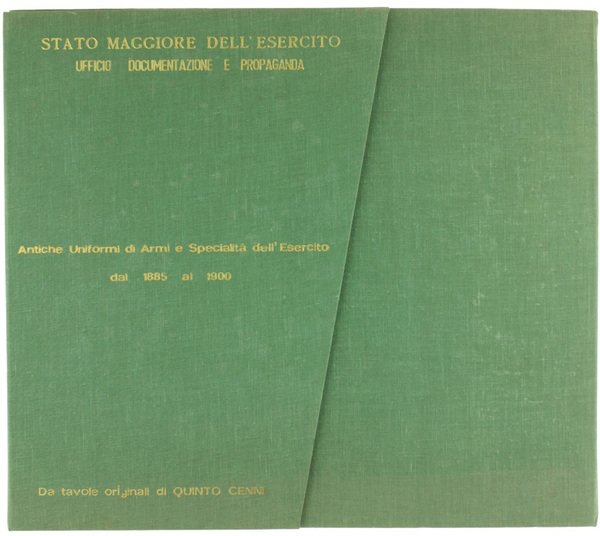 STATO MAGGIORE DELL'ESERCITO
UFFICIO DOCUMENTAZIONE E PROPAGANDA
Antiche Uniformi di Armi e Specialità dell'Esercito
dal 1885 al 1900
Da tavole originali di QUINTO CENNI